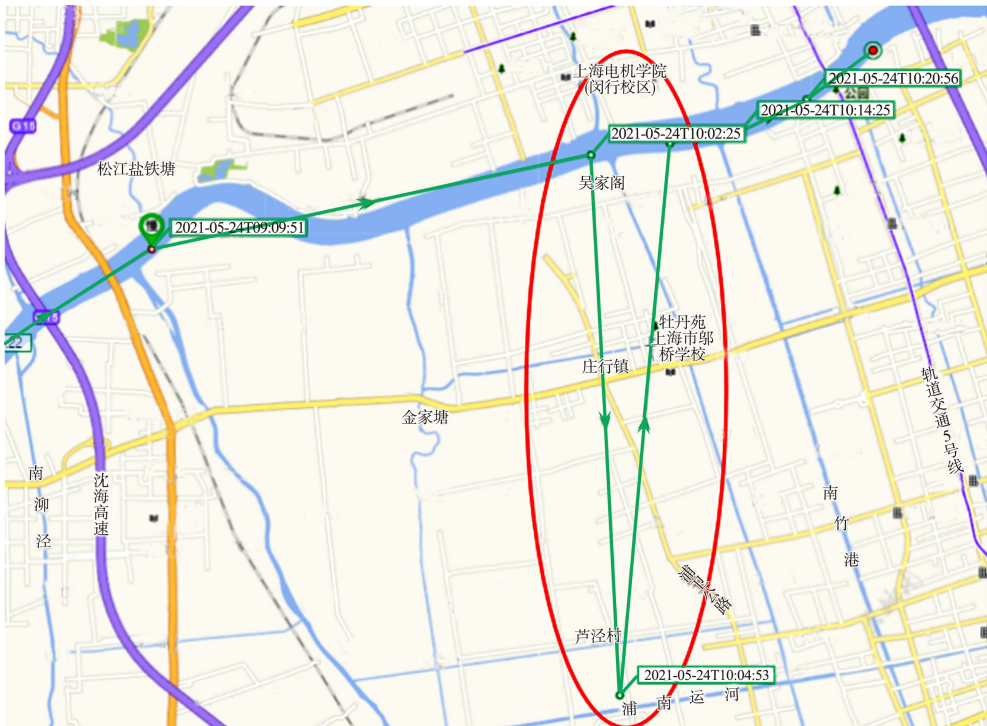 上海电机学院
(闵行校区)
2021-05-24T10:20:56
公园
2021-05-24T10:14:25
G15
2021-05-24T10:02:25
松江盐铁塘
吴家阁
慢
2021-05-24T09:09:51
22
牡丹苑
上海市邬
桥学校
庄行镇
轨道交通5号线
金家塘
南泖泾
沈海高速
南竹港
芦泾村
2021-05-24T10:04:53
浦南运河